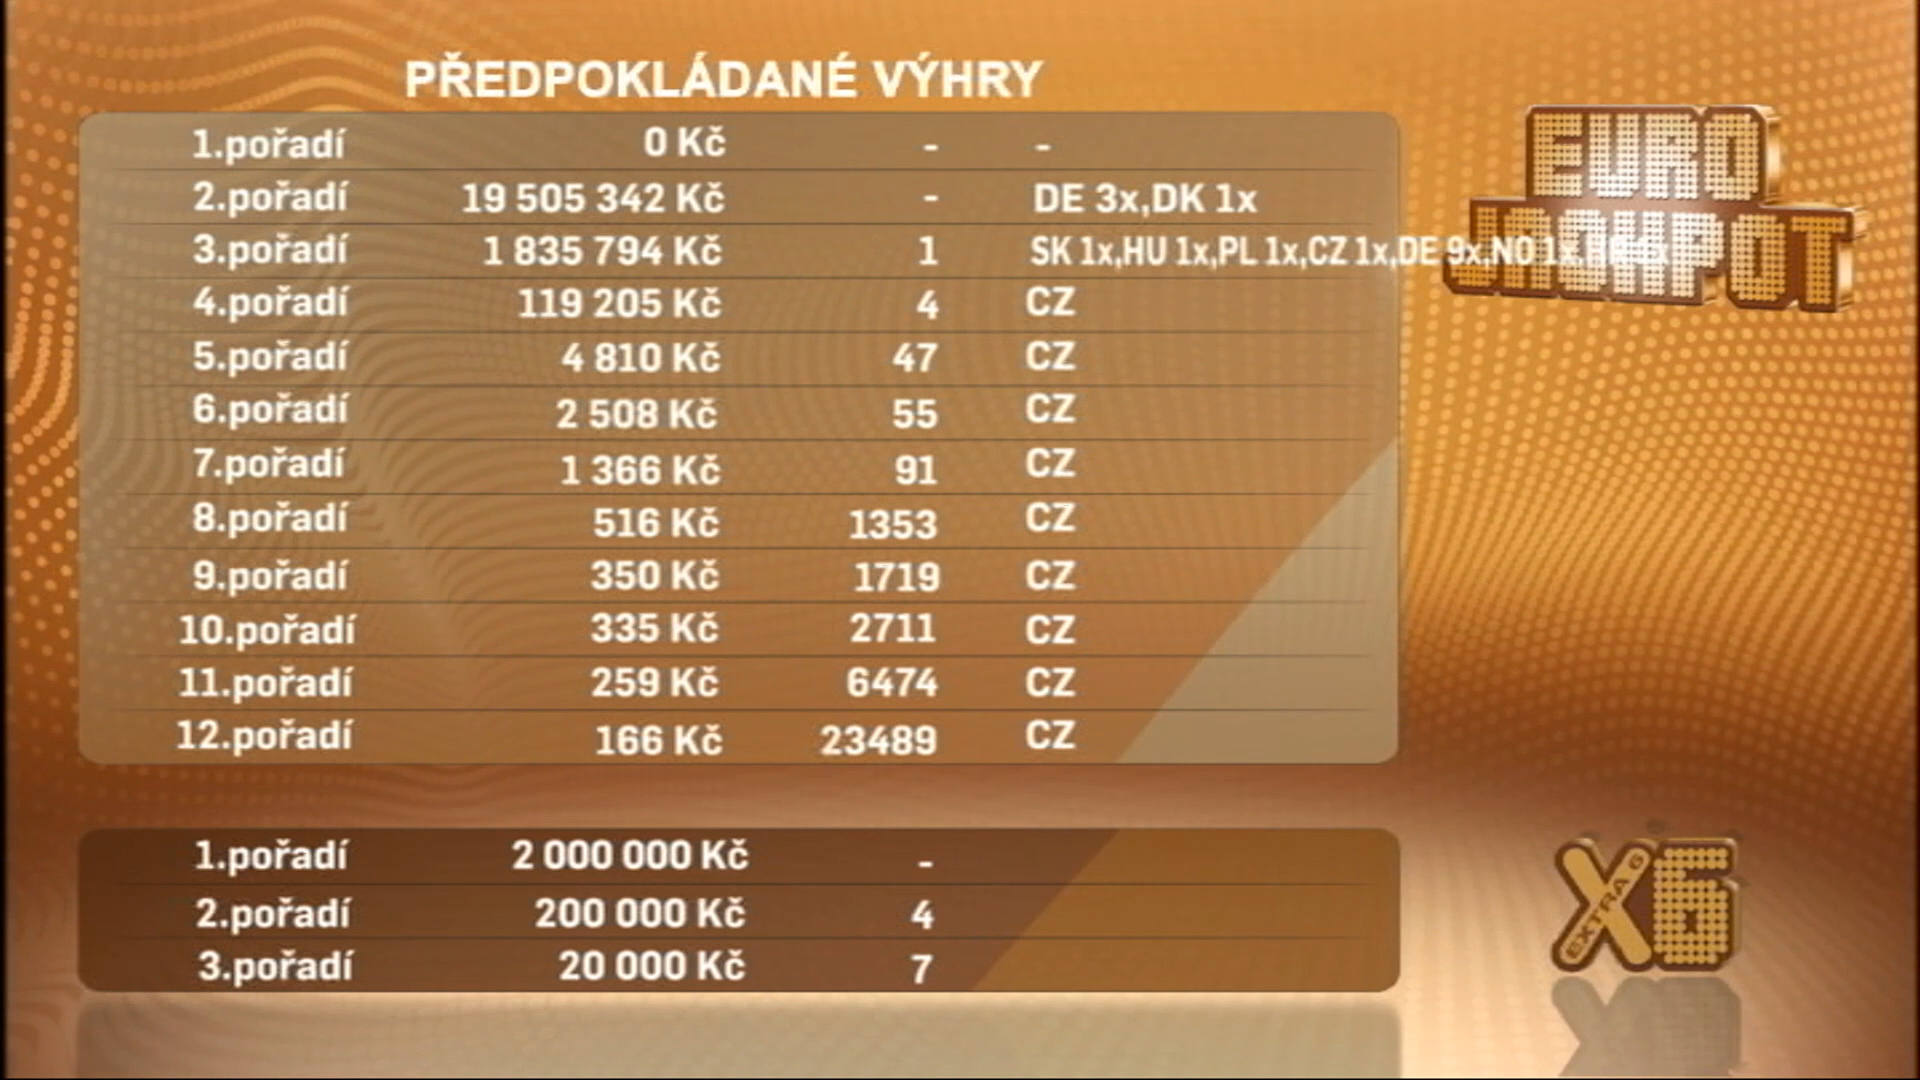 PŘEDPOKLÁDANÉ VÝHRY
1.pořadí 0 Kč - -
2.pořadí 19 505 342 Kč - DE 3x,DK 1x
3.pořadí 1 835 794 Kč 1 SK 1x,HU 1x,PL 1x,CZ 1x,DE 9x,NO 1x,
4.pořadí 119 205 Kč 4 CZ
5.pořadí 4 810 Kč 47 CZ
6.pořadí 2 508 Kč 55 CZ
7.pořadí 1 366 Kč 91 CZ
8.pořadí 516 Kč 1353 CZ
9.pořadí 350 Kč 1719 CZ
10.pořadí 335 Kč 2711 CZ
11.pořadí 259 Kč 6474 CZ
12.pořadí 166 Kč 23489 CZ
EURO
JACKPOT
1.pořadí 2 000 000 Kč -
2.pořadí 200 000 Kč 4
3.pořadí 20 000 Kč 7
X6
EXTRA 6